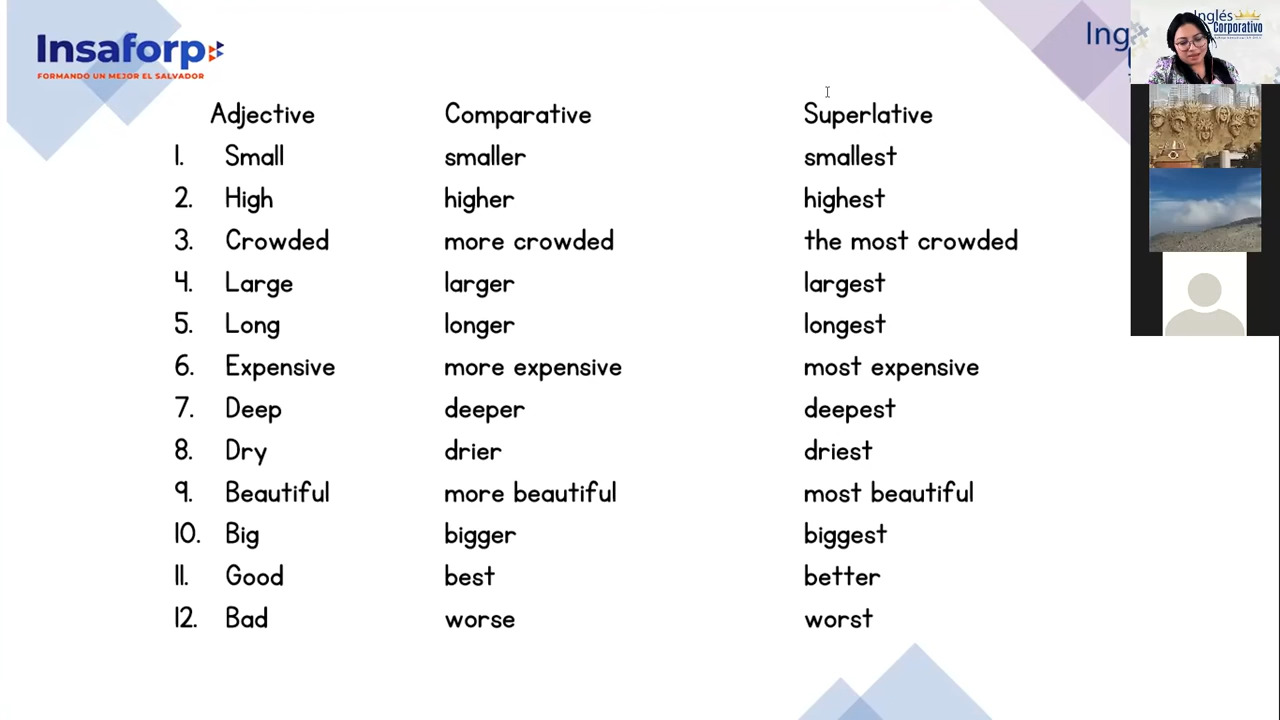 Insaforp
FORMANDO UN MEJOR EL SALVADOR
Ing
Inglés
Corporativo
Adjective Comparative Superlative
1. Small smaller smallest
2. High higher highest
3. Crowded more crowded the most crowded
4. Large larger largest
5. Long longer longest
6. Expensive more expensive most expensive
7. Deep deeper deepest
8. Dry drier driest
9. Beautiful more beautiful most beautiful
10. Big bigger biggest
11. Good best better
12. Bad worse worst